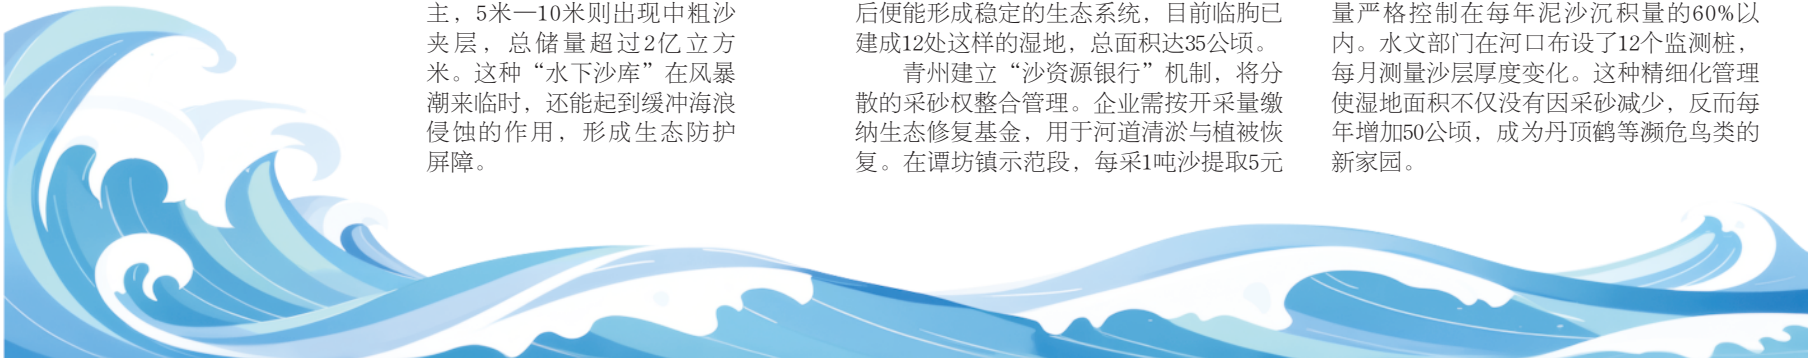 主，5米—10米则出现中粗沙
夹层，总储量超过2亿立方
米。这种“水下沙库”在风暴
潮来临时，还能起到缓冲海浪
侵蚀的作用，形成生态防护
屏障。
后便能形成稳定的生态系统，目前临朐已
建成12处这样的湿地，总面积达35公顷。
青州建立“沙资源银行”机制，将分
散的采砂权整合管理。企业需按开采量缴
纳生态修复基金，用于河道清淤与植被恢
复。在谭坊镇示范段，每采1吨沙提取5元
量严格控制在每年泥沙沉积量的60%以
内。水文部门在河口布设了12个监测桩，
每月测量沙层厚度变化。这种精细化管理
使湿地面积不仅没有因采砂减少，反而每
年增加50公顷，成为丹顶鹤等濒危鸟类的
新家园。